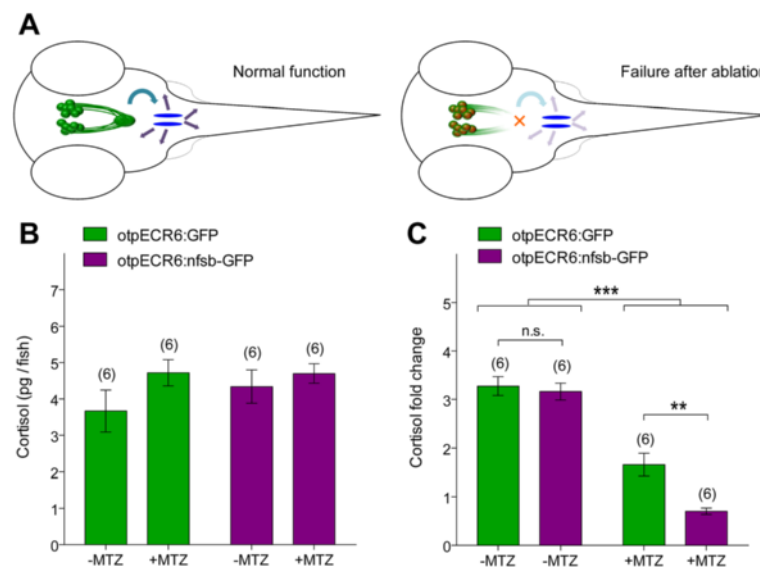 A
Normal function
Failure after ablation
B
otpECR6:GFP
otpECR6:nfsb-GFP
Cortisol (pg / fish)
7
6
5
4
3
2
1
0
(6)
(6)
(6)
(6)
-MTZ
+MTZ
-MTZ
+MTZ
C
otpECR6:GFP
otpECR6:nfsb-GFP
Cortisol fold change
5
4
3
2
1
0
***
n.s.
(6)
(6)
**
(6)
(6)
-MTZ
-MTZ
+MTZ
+MTZ